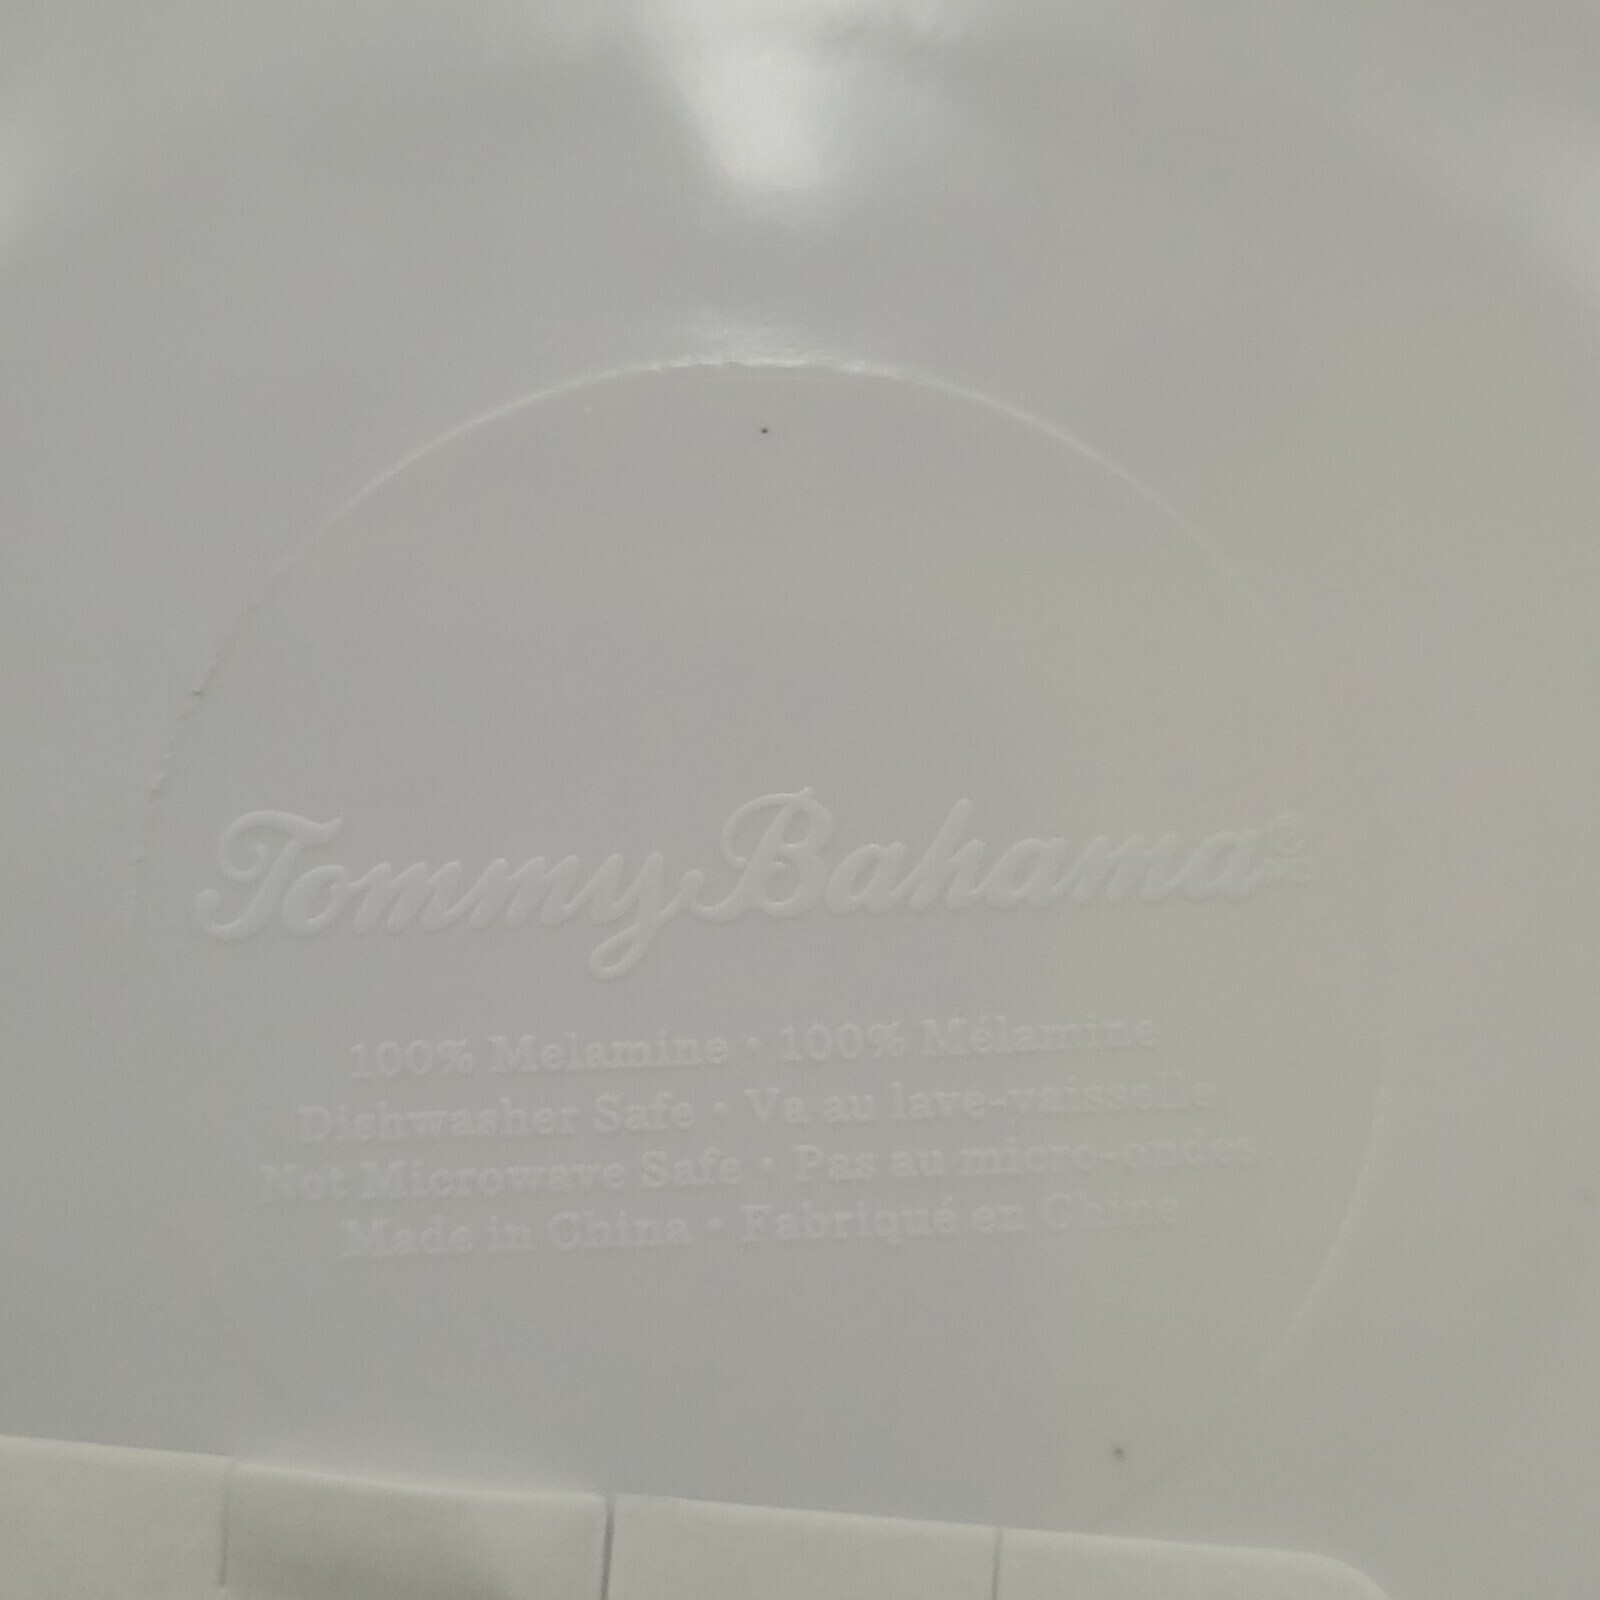 Tommy Bahama®
100% Melamine • 100% Mélamine
Dishwasher Safe • Va au lave-vaisselle
Not Microwave Safe • Pas au micro-ondes
Made in China • Fabriqué en Chine